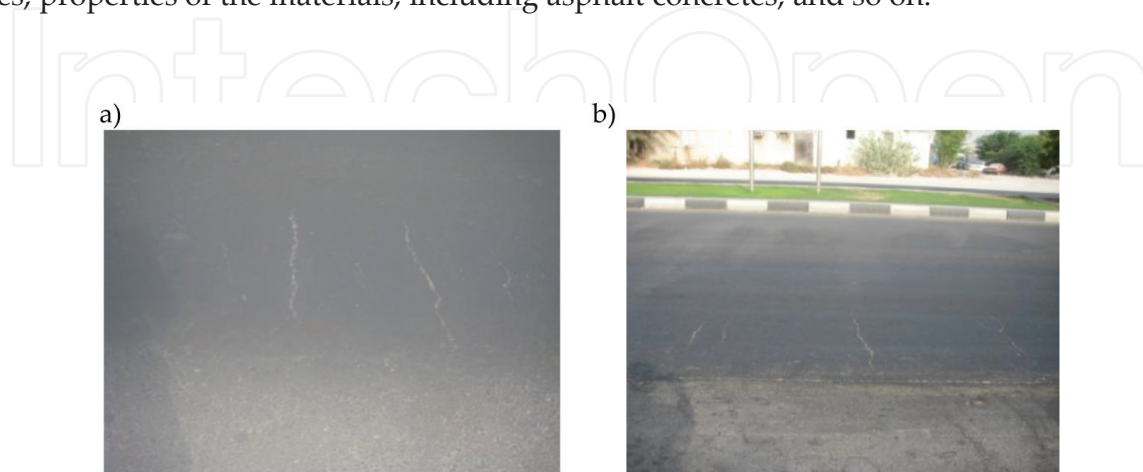 es, properties of the materials, including asphalt concretes, and so on.
IntechOpen
a)
b)